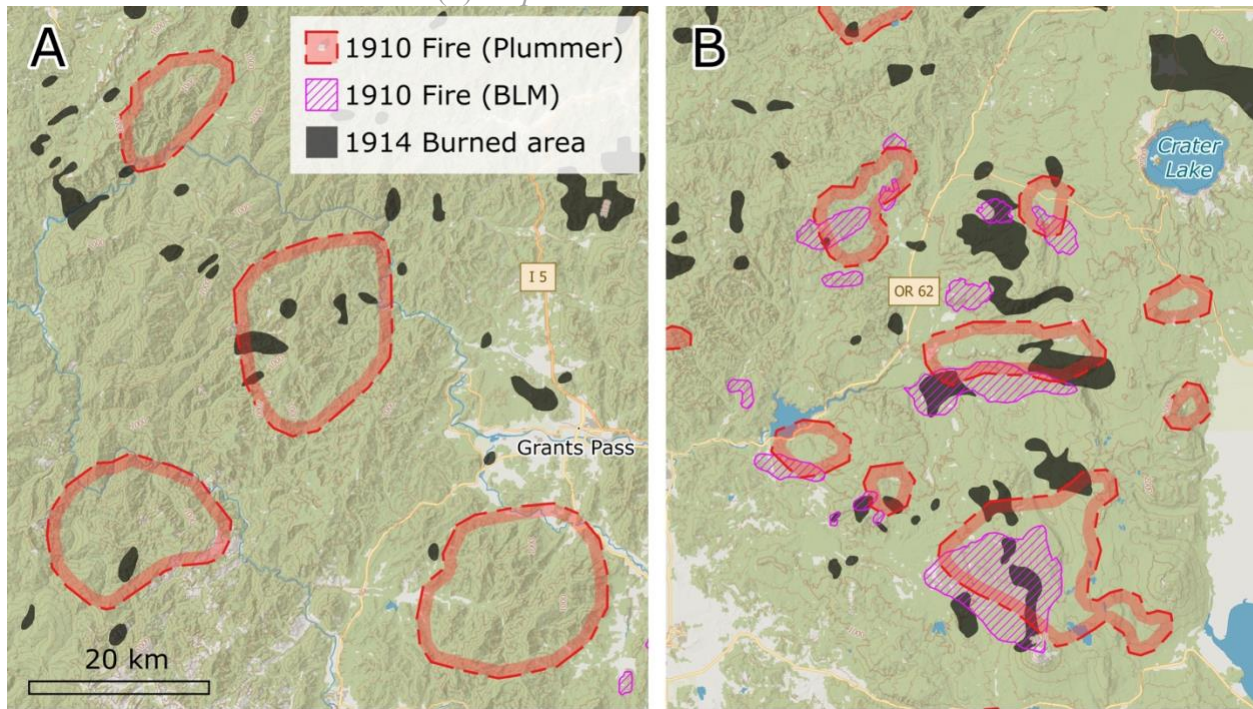 A
1910 Fire (Plummer)
1910 Fire (BLM)
1914 Burned area
I 5
Grants Pass
20 km
B
Crater
Lake
OR 62